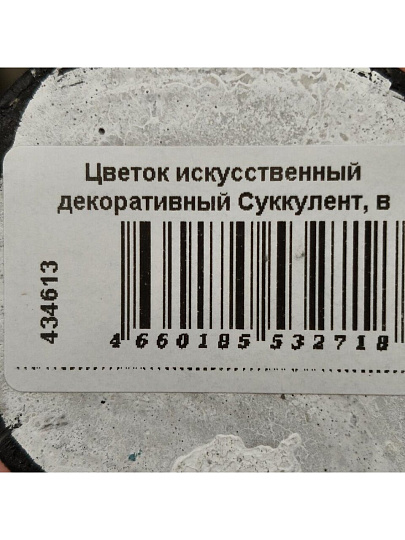 Цветок искусственный
декоративный Суккулент, в
434613
4 660185 532718